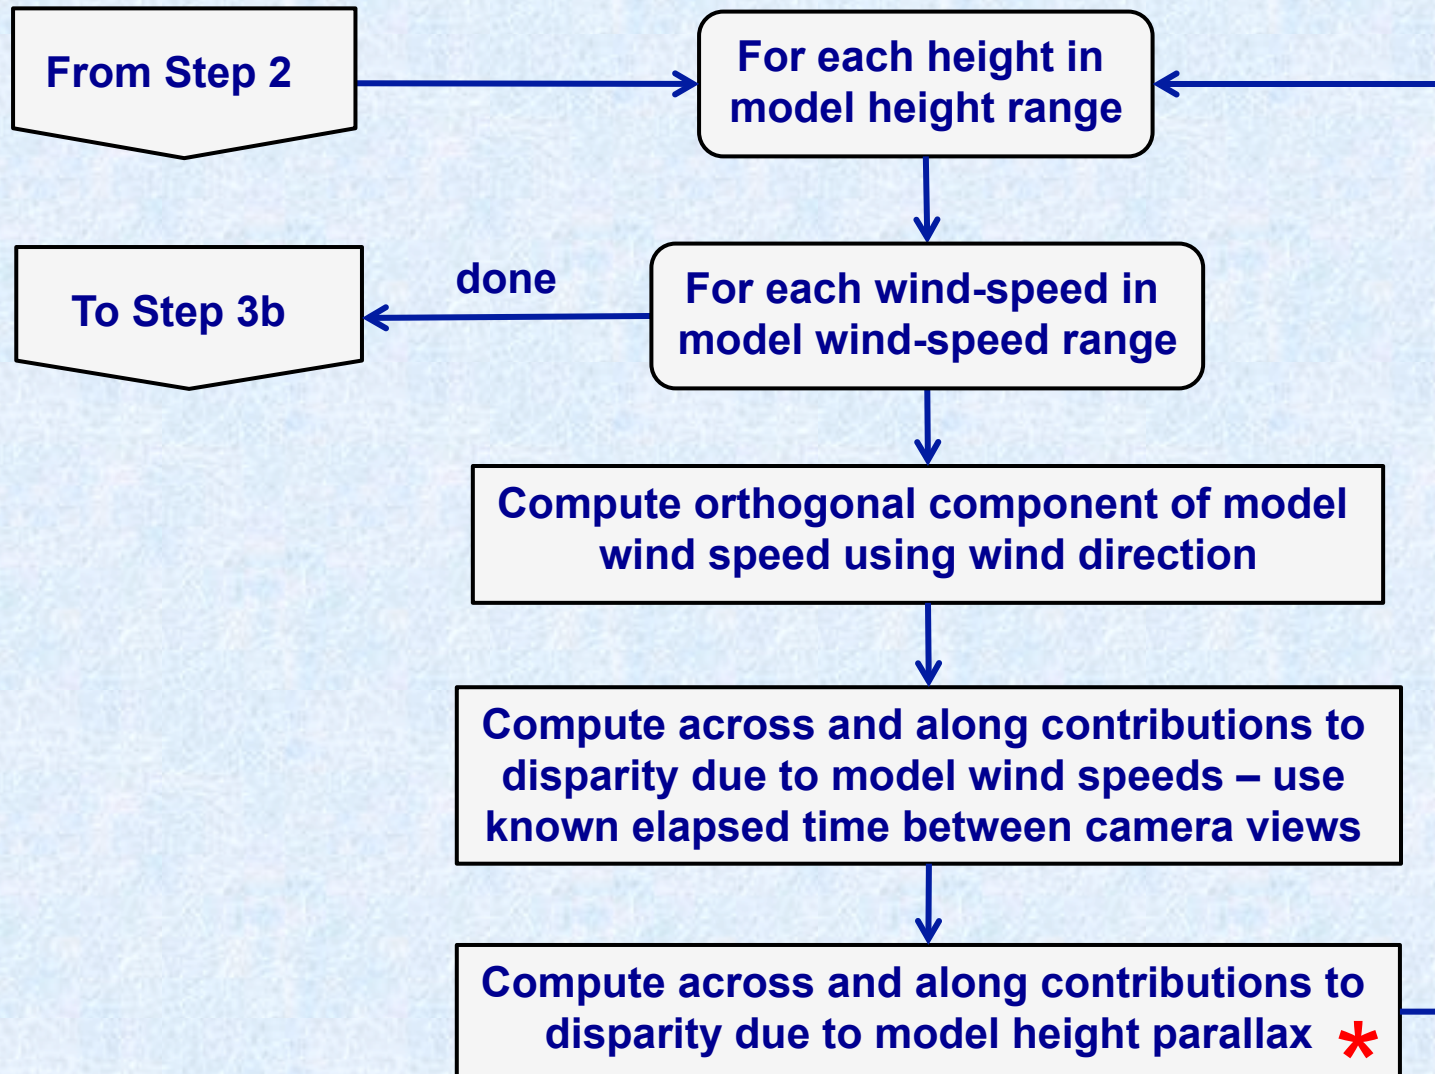 From Step 2
For each height in
model height range
To Step 3b
done
For each wind-speed in
model wind-speed range
Compute orthogonal component of model
wind speed using wind direction
Compute across and along contributions to
disparity due to model wind speeds – use
known elapsed time between camera views
Compute across and along contributions to
disparity due to model height parallax *